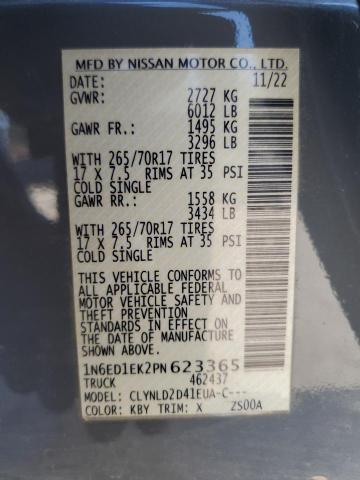 MFD BY NISSAN MOTOR CO., LTD.
DATE: 11/22
GVWR: 2727 KG
6012 LB
GAWR FR.: 1495 KG
3296 LB
WITH 265/70R17 TIRES
17 X 7.5 RIMS AT 35 PSI
COLD SINGLE
GAWR RR.: 1558 KG
3434 LB
WITH 265/70R17 TIRES
17 X 7.5 RIMS AT 35 PSI
COLD SINGLE
THIS VEHICLE CONFORMS TO
ALL APPLICABLE FEDERAL
MOTOR VEHICLE SAFETY AND
THEFT PREVENTION
STANDARDS IN EFFECT ON
THE DATE OF MANUFACTURE
SHOWN ABOVE.
1N6ED1EK2PN623365
TRUCK 462437
MODEL: CLYNLD2D41EUA-C---
COLOR: KBY TRIM: X ZS00A